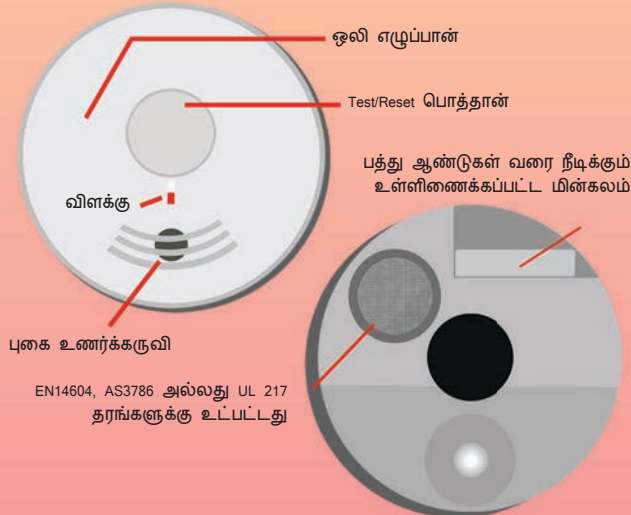 ஒலி எழுப்பான்
Test/Reset பொத்தான்
பத்து ஆண்டுகள் வரை நீடிக்கும்
உள்ளிணைக்கப்பட்ட மின்கலம்
விளக்கு
புகை உணர்க்கருவி
EN14604, AS3786 அல்லது UL 217
தரங்களுக்கு உட்பட்டது